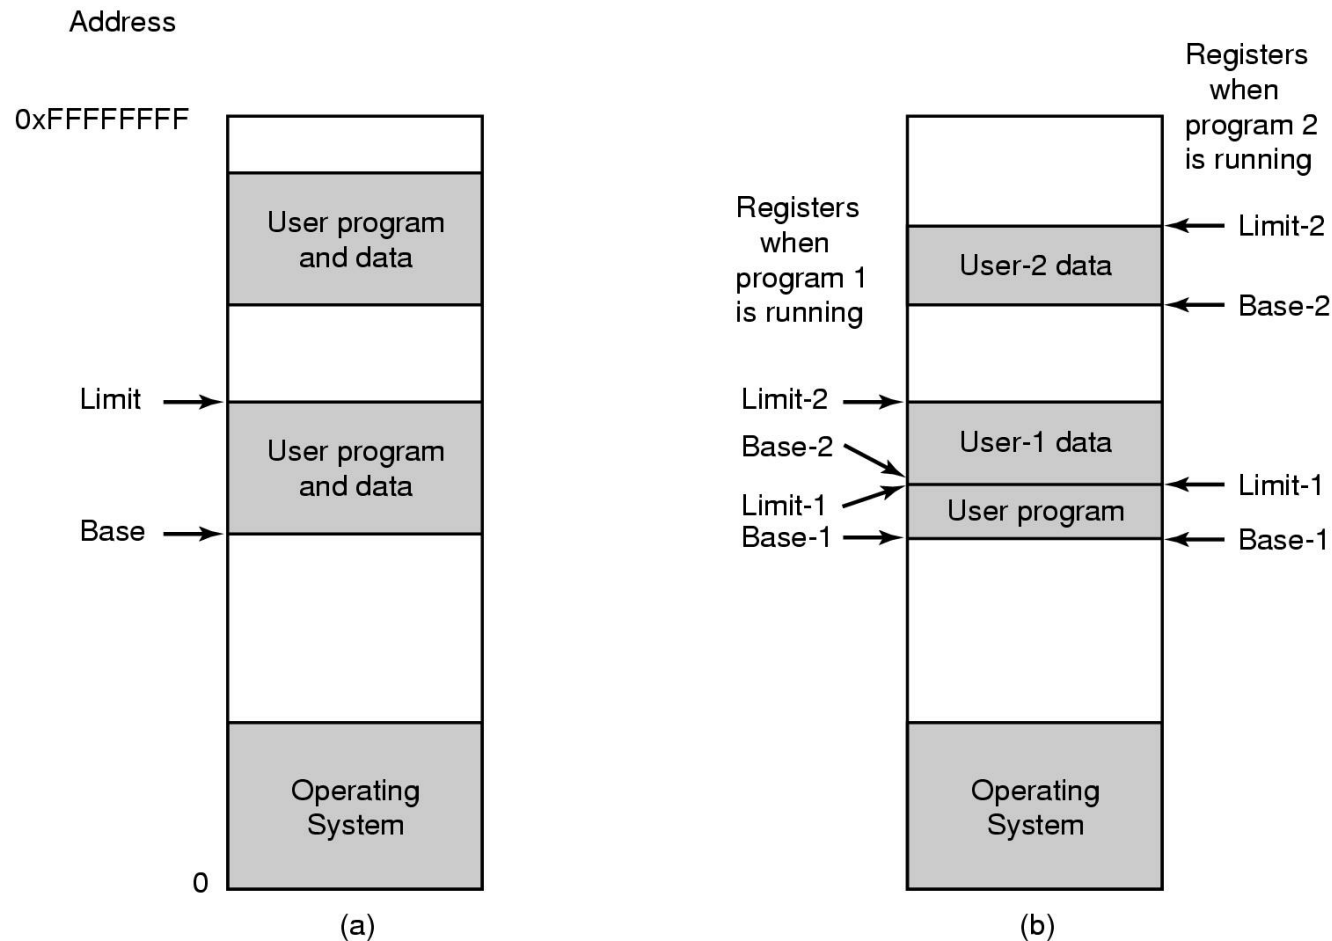 Address
0xFFFFFFFF
User program
and data
Limit
User program
and data
Base
Operating
System
0
(a)
Registers
when
program 2
is running
Registers
when
program 1
is running
Limit-2
User-2 data
Base-2
Limit-2
User-1 data
Base-2
Limit-1
Limit-1
User program
Base-1
Base-1
Operating
System
(b)